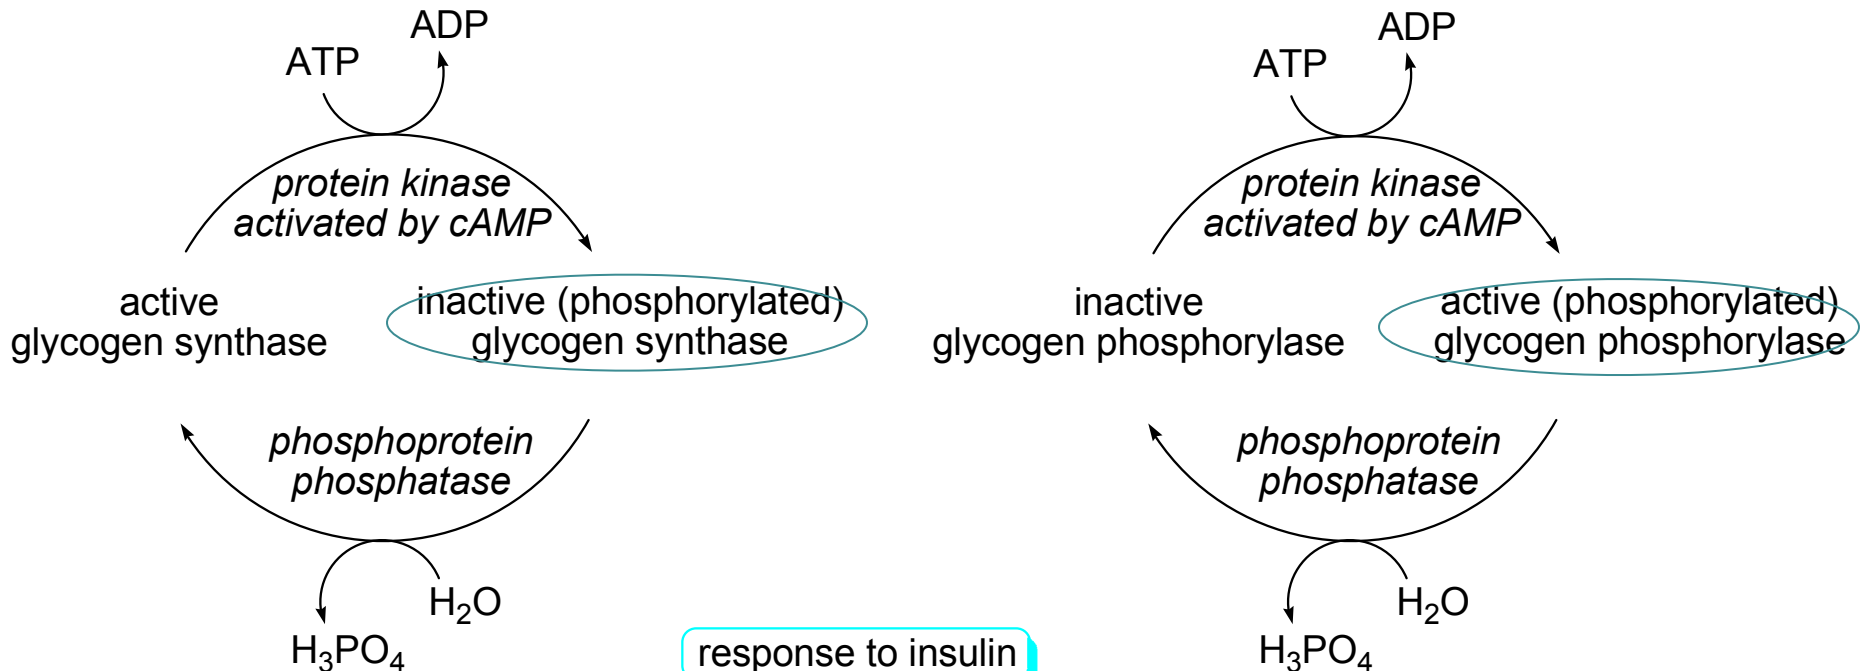 ATP
ADP
protein kinase
activated by cAMP
active
glycogen synthase
inactive (phosphorylated)
glycogen synthase
phosphoprotein
phosphatase
H₂O
H₃PO₄
ATP
ADP
protein kinase
activated by cAMP
inactive
glycogen phosphorylase
active (phosphorylated)
glycogen phosphorylase
phosphoprotein
phosphatase
H₂O
H₃PO₄
response to insulin